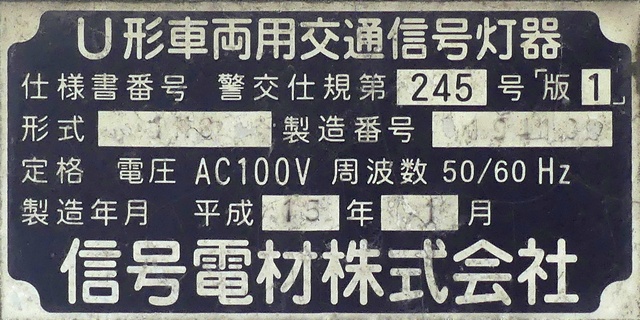 U形車両用交通信号灯器
仕様書番号 警交仕規第 245 号「版 1」
形式 製造番号
定格 電圧 AC100V 周波数 50/60 Hz
製造年月 平成 15 年 1 月
信号電材株式会社